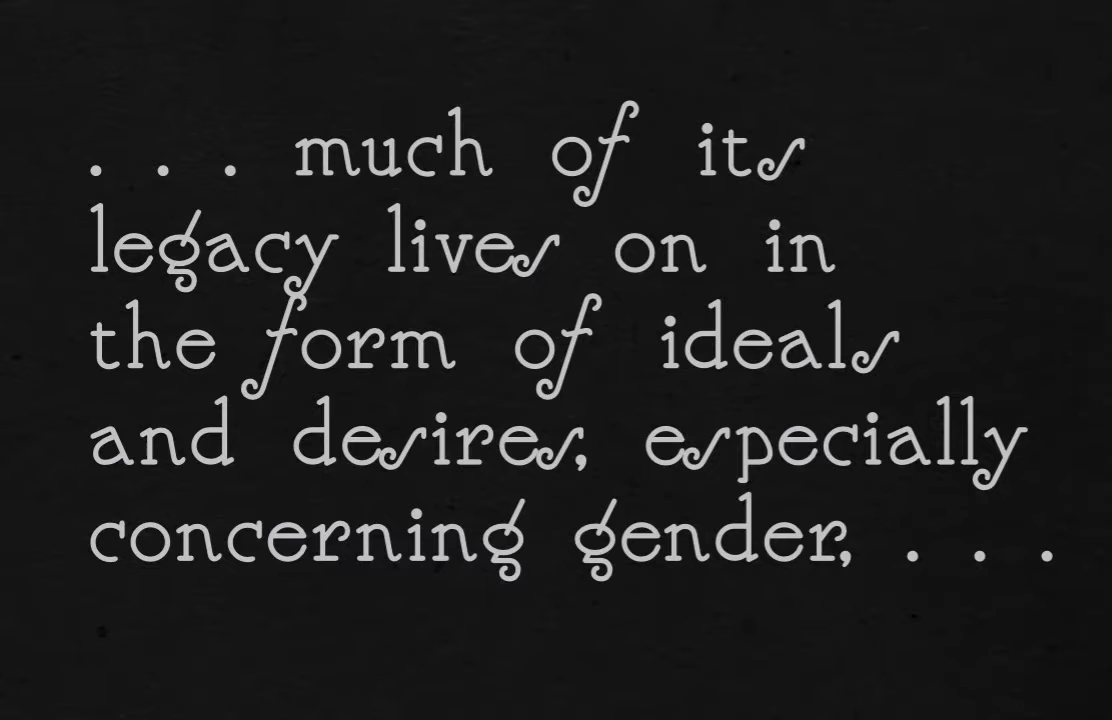 . . . much of its
legacy lives on in
the form of ideals
and desires, especially
concerning gender, . . .